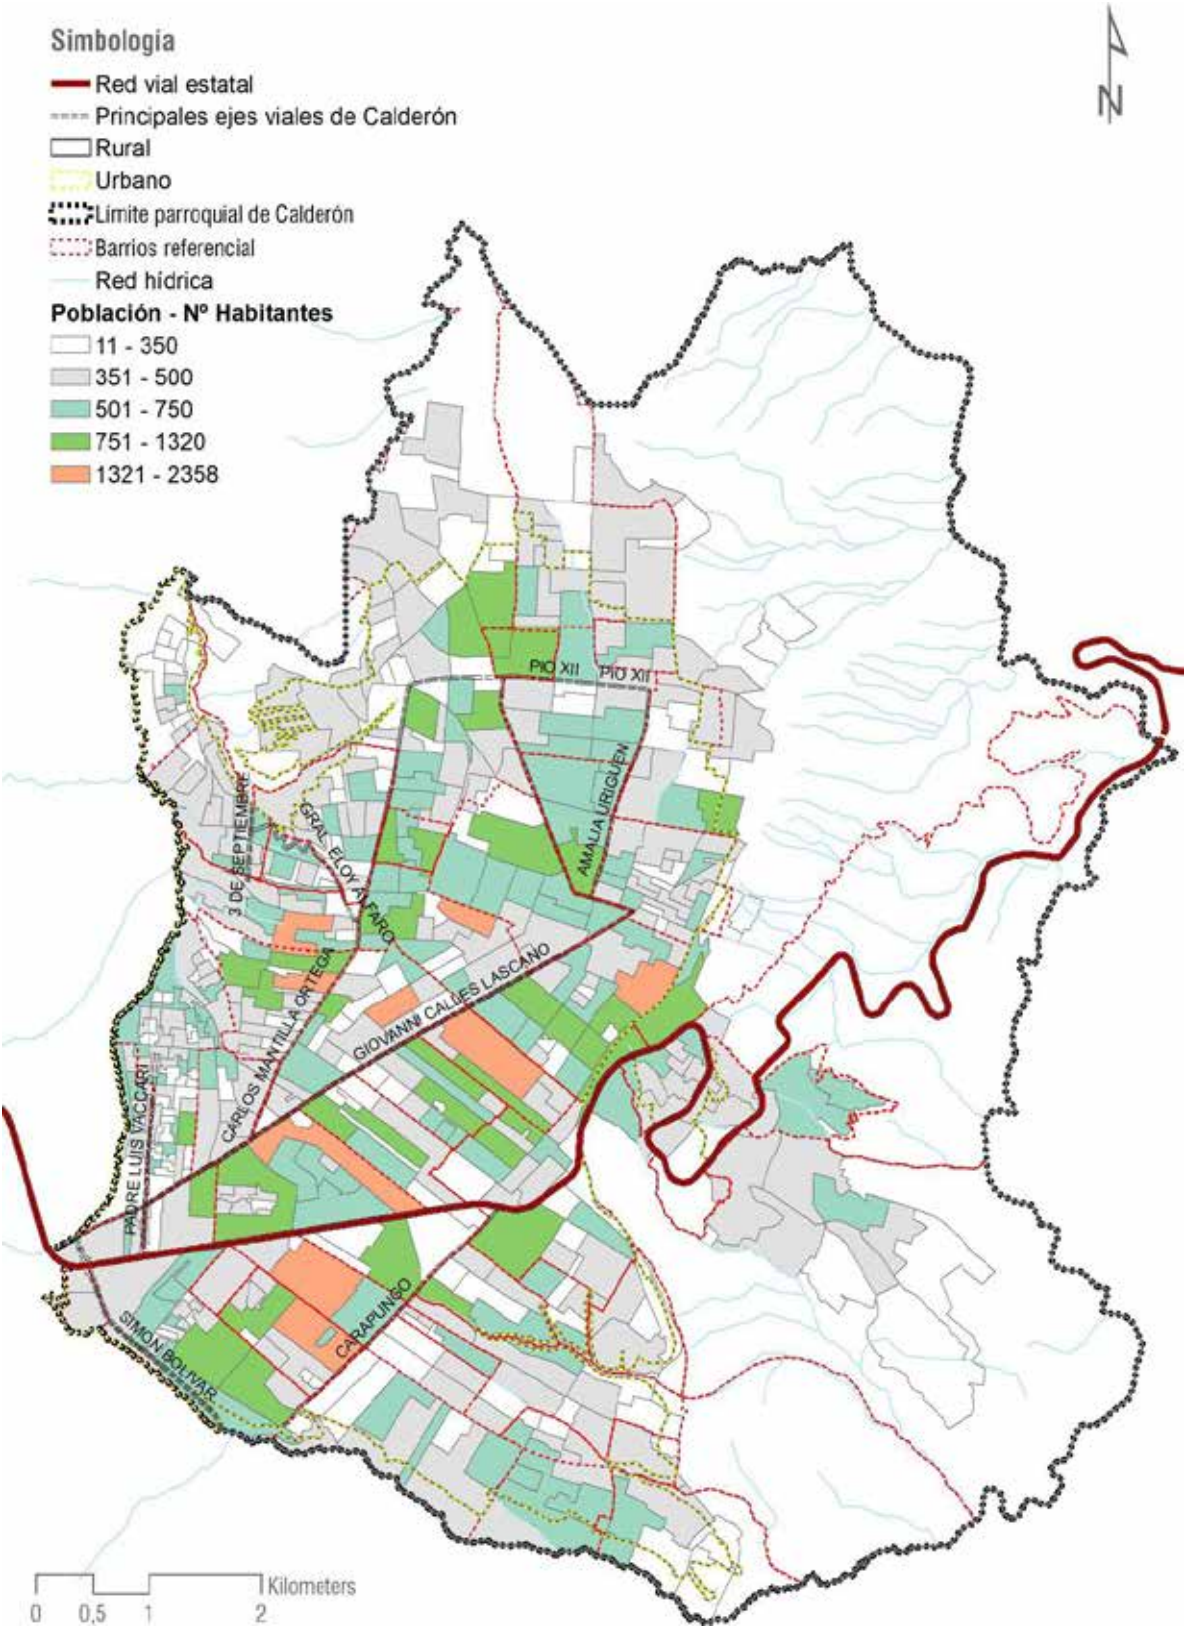 Simbología
Red vial estatal
Principales ejes viales de Calderón
Rural
Urbano
Límite parroquial de Calderón
Barrios referencial
Red hídrica
Población - Nº Habitantes
11 - 350
351 - 500
501 - 750
751 - 1320
1321 - 2358
N
PIO XII
PIO XII
AMALIA URIGUEN
3 DE SEPTIEMBRE
GRAL ELOY ALFARO
CARLOS MANTILLA ORTEGA
GIOVANNI CALLES LASCANO
PADRE LUIS VACCARI
SIMON BOLIVAR
CARAPUNGO
Kilometers
0 0,5 1 2